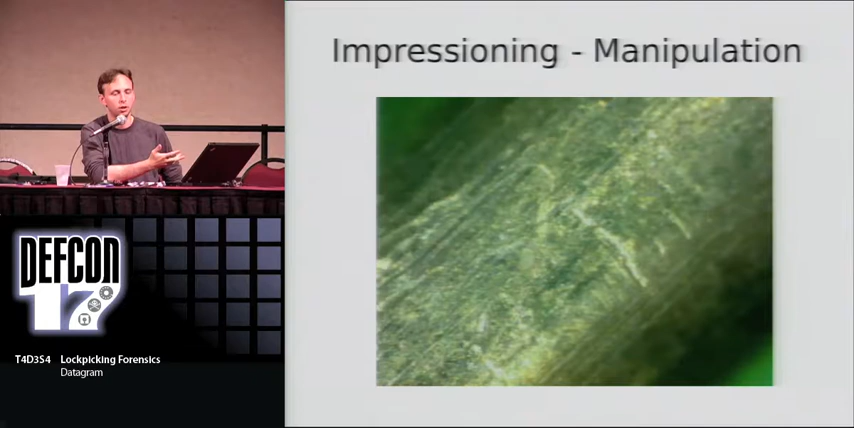 Impressioning - Manipulation
DEFCON
17
T4D3S4 Lockpicking Forensics
Datagram